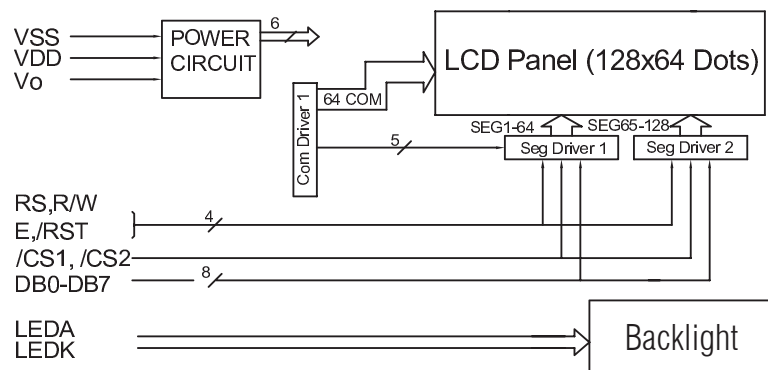 VSS
VDD
Vo
POWER
CIRCUIT
6
LCD Panel (128x64 Dots)
64 COM
Com Driver 1
SEG1-64
SEG65-128
5
Seg Driver 1
Seg Driver 2
RS,R/W
E,/RST
4
/CS1, /CS2
DB0-DB7
8
LEDA
LEDK
Backlight